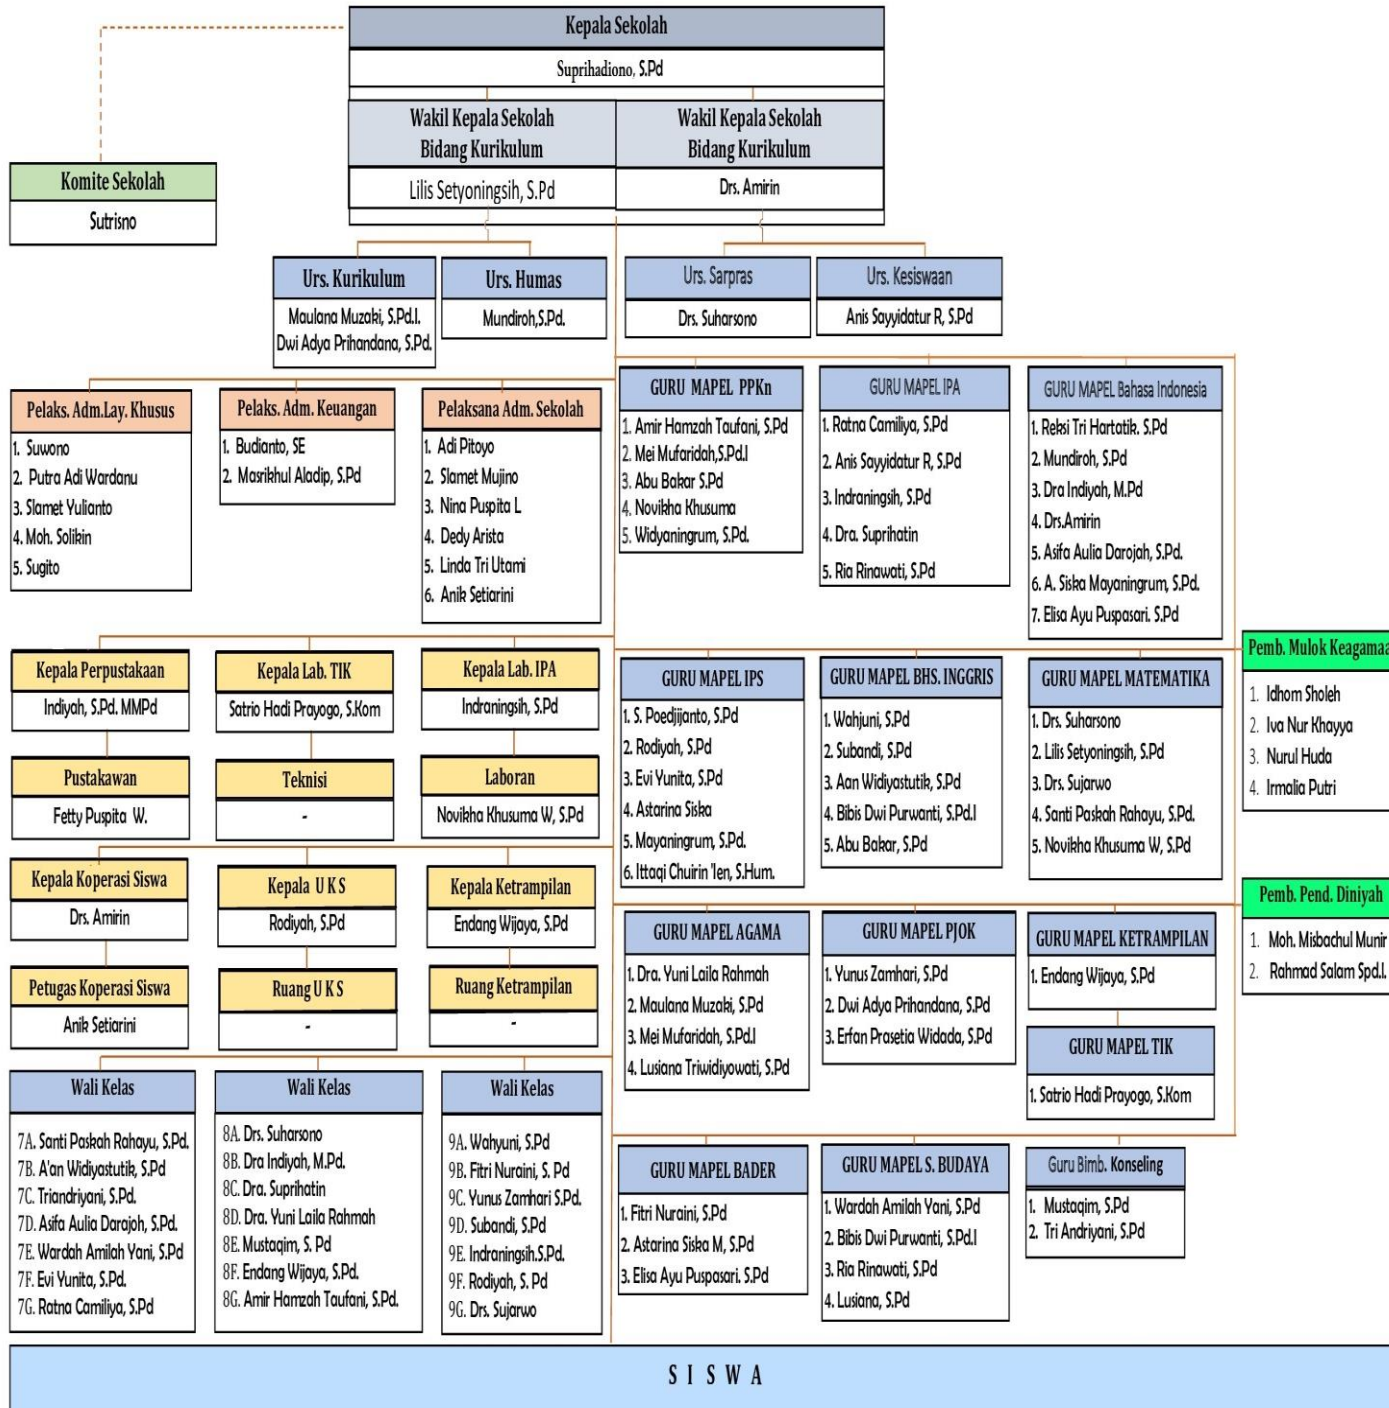 Kepala Sekolah
Suprihadiono, S.Pd
Wakil Kepala Sekolah
Bidang Kurikulum
Lilis Setyoningsih, S.Pd
Wakil Kepala Sekolah
Bidang Kurikulum
Drs. Amirin
Komite Sekolah
Sutrisno
Urs. Kurikulum
Maulana Muzaki, S.Pd.I.
Dwi Adya Prihandana, S.Pd.
Urs. Humas
Mundiroh,S.Pd.
Urs. Sarpras
Drs. Suharsono
Urs. Kesiswaan
Anis Sayyidatur R, S.Pd
Pelaks. Adm.Lay. Khusus
1. Suwono
2. Putra Adi Wardanu
3. Slamet Yulianto
4. Moh. Solikin
5. Sugito
Pelaks. Adm. Keuangan
1. Budianto, SE
2. Masrikhul Aladip, S.Pd
Pelaksana Adm. Sekolah
1. Adi Pitoyo
2. Slamet Mujino
3. Nina Puspita L
4. Dedy Arista
5. Linda Tri Utami
6. Anik Setiarini
GURU MAPEL PPKn
1. Amir Hamzah Taufani, S.Pd
2. Mei Mufaridah,S.Pd.I
3. Abu Bakar S.Pd
4. Novikha Khusuma
5. Widyaningrum, S.Pd.
GURU MAPEL IPA
1. Ratna Camiliya, S.Pd
2. Anis Sayyidatur R, S.Pd
3. Indraningsih, S.Pd
4. Dra. Suprihatin
5. Ria Rinawati, S.Pd
GURU MAPEL Bahasa Indonesia
1. Reksi Tri Hartatik. S.Pd
2. Mundiroh, S.Pd
3. Dra Indiyah, M.Pd
4. Drs.Amirin
5. Asifa Aulia Darojah, S.Pd.
6. A. Siska Mayaningrum, S.Pd.
7. Elisa Ayu Puspasari. S.Pd
Kepala Perpustakaan
Indiyah, S.Pd. MMPd
Kepala Lab. TIK
Satrio Hadi Prayogo, S.Kom
Kepala Lab. IPA
Indraningsih, S.Pd
Pustakawan
Fetty Puspita W.
Teknisi
-
Laboran
Novikha Khusuma W, S.Pd
GURU MAPEL IPS
1. S. Poedjijanto, S.Pd
2. Rodiyah, S.Pd
3. Evi Yunita, S.Pd
4. Astarina Siska
5. Mayaningrum, S.Pd.
6. Ittaqi Chuirin 'Ien, S.Hum.
GURU MAPEL BHS. INGGRIS
1. Wahjuni, S.Pd
2. Subandi, S.Pd
3. Aan Widiyastutik, S.Pd
4. Bibis Dwi Purwanti, S.Pd.I
5. Abu Bakar, S.Pd
GURU MAPEL MATEMATIKA
1. Drs. Suharsono
2. Lilis Setyoningsih, S.Pd
3. Drs. Sujarwo
4. Santi Paskah Rahayu, S.Pd.
5. Novikha Khusuma W, S.Pd
Pemb. Mulok Keagamaa
1. Idhom Sholeh
2. Iva Nur Khayya
3. Nurul Huda
4. Irmalia Putri
Kepala Koperasi Siswa
Drs. Amirin
Kepala U K S
Rodiyah, S.Pd
Kepala Ketrampilan
Endang Wijaya, S.Pd
Petugas Koperasi Siswa
Anik Setiarini
Ruang U K S
-
Ruang Ketrampilan
-
GURU MAPEL AGAMA
1. Dra. Yuni Laila Rahmah
2. Maulana Muzaki, S.Pd
3. Mei Mufaridah, S.Pd.I
4. Lusiana Triwidiyowati, S.Pd
GURU MAPEL PJOK
1. Yunus Zamhari, S.Pd
2. Dwi Adya Prihandana, S.Pd
3. Erfan Prasetia Widada, S.Pd
GURU MAPEL KETRAMPILAN
1. Endang Wijaya, S.Pd
GURU MAPEL TIK
1. Satrio Hadi Prayogo, S.Kom
Pemb. Pend. Diniyah
1. Moh. Misbachul Munir
2. Rahmad Salam Spd.I.
Wali Kelas
7A. Santi Paskah Rahayu, S.Pd.
7B. A'an Widiyastutik, S.Pd
7C. Triandriyani, S.Pd.
7D. Asifa Aulia Darajoh, S.Pd.
7E. Wardah Amilah Yani, S.Pd
7F. Evi Yunita, S.Pd.
7G. Ratna Camiliya, S.Pd
Wali Kelas
8A. Drs. Suharsono
8B. Dra Indiyah, M.Pd.
8C. Dra. Suprihatin
8D. Dra. Yuni Laila Rahmah
8E. Mustaqim, S. Pd
8F. Endang Wijaya, S.Pd.
8G. Amir Hamzah Taufani, S.Pd.
Wali Kelas
9A. Wahyuni, S.Pd
9B. Fitri Nuraini, S. Pd
9C. Yunus Zamhari S.Pd.
9D. Subandi, S.Pd
9E. Indraningsih.S.Pd.
9F. Rodiyah, S. Pd
9G. Drs. Sujarwo
GURU MAPEL BADER
1. Fitri Nuraini, S.Pd
2. Astarina Siska M, S.Pd
3. Elisa Ayu Puspasari. S.Pd
GURU MAPEL S. BUDAYA
1. Wardah Amilah Yani, S.Pd
2. Bibis Dwi Purwanti, S.Pd.I
3. Ria Rinawati, S.Pd
4. Lusiana, S.Pd
Guru Bimb. Konseling
1. Mustaqim, S.Pd
2. Tri Andriyani, S.Pd
S I S W A